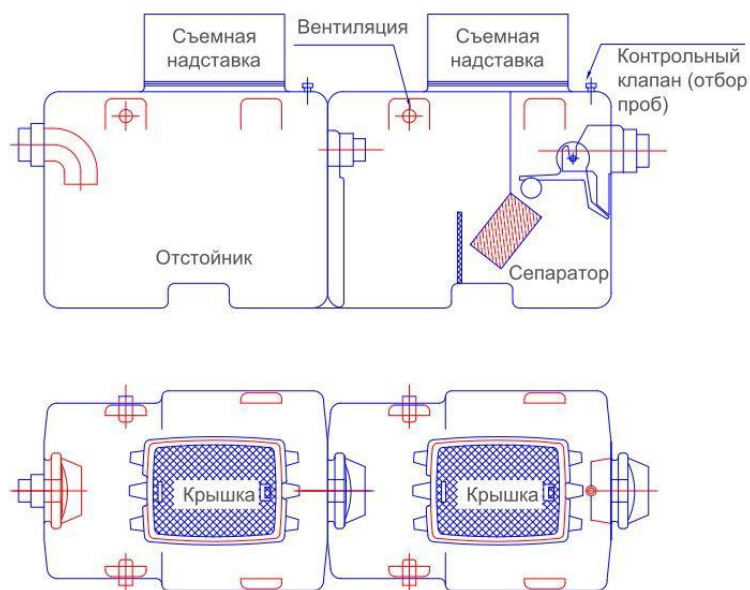 Съемная
надставка
Вентиляция
Съемная
надставка
Контрольный
клапан (отбор
проб)
Отстойник
Сепаратор
Крышка
Крышка